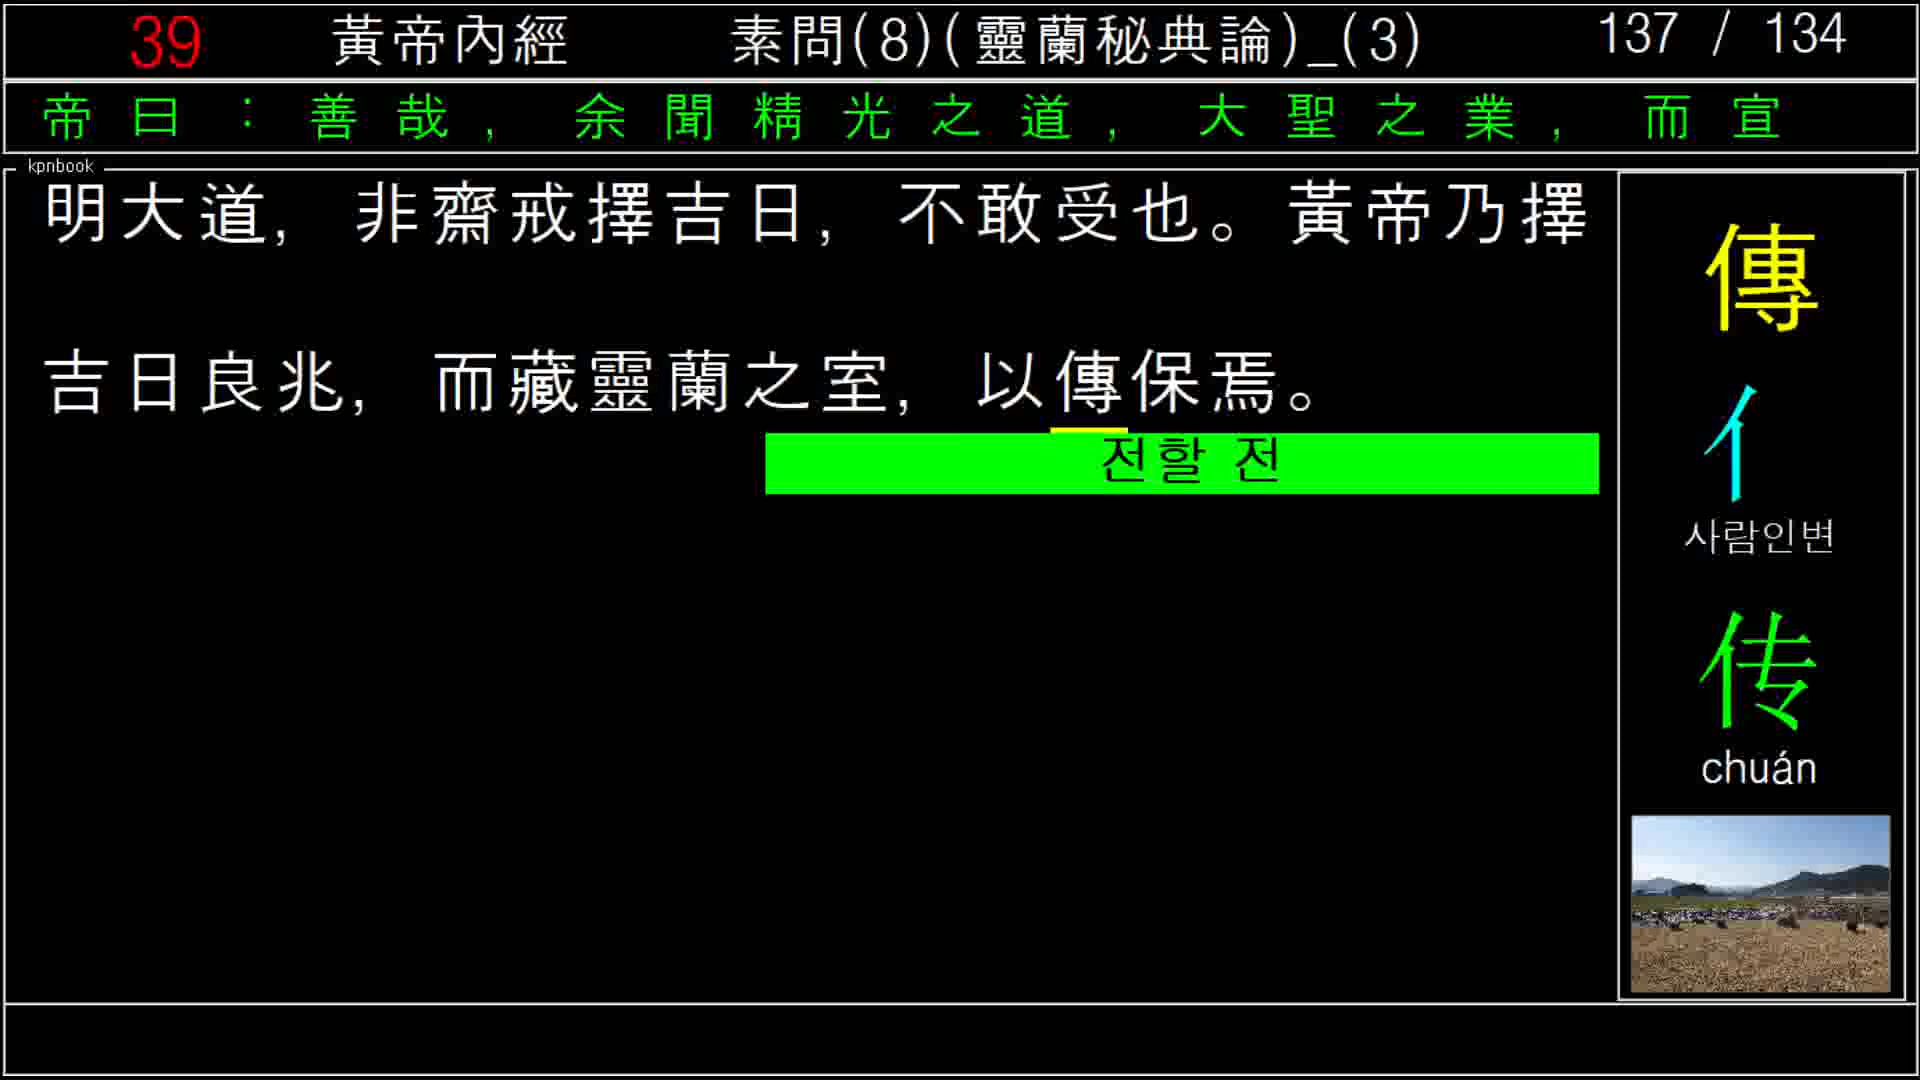 39 黃帝內經 素問(8)(靈蘭秘典論)_(3) 137 / 134
帝曰：善哉, 余聞精光之道, 大聖之業, 而宣
kpnbook
明大道, 非齋戒擇吉日, 不敢受也。黃帝乃擇
吉日良兆, 而藏靈蘭之室, 以傳保焉。
전할 전
傳
亻
사람인변
传
chuán